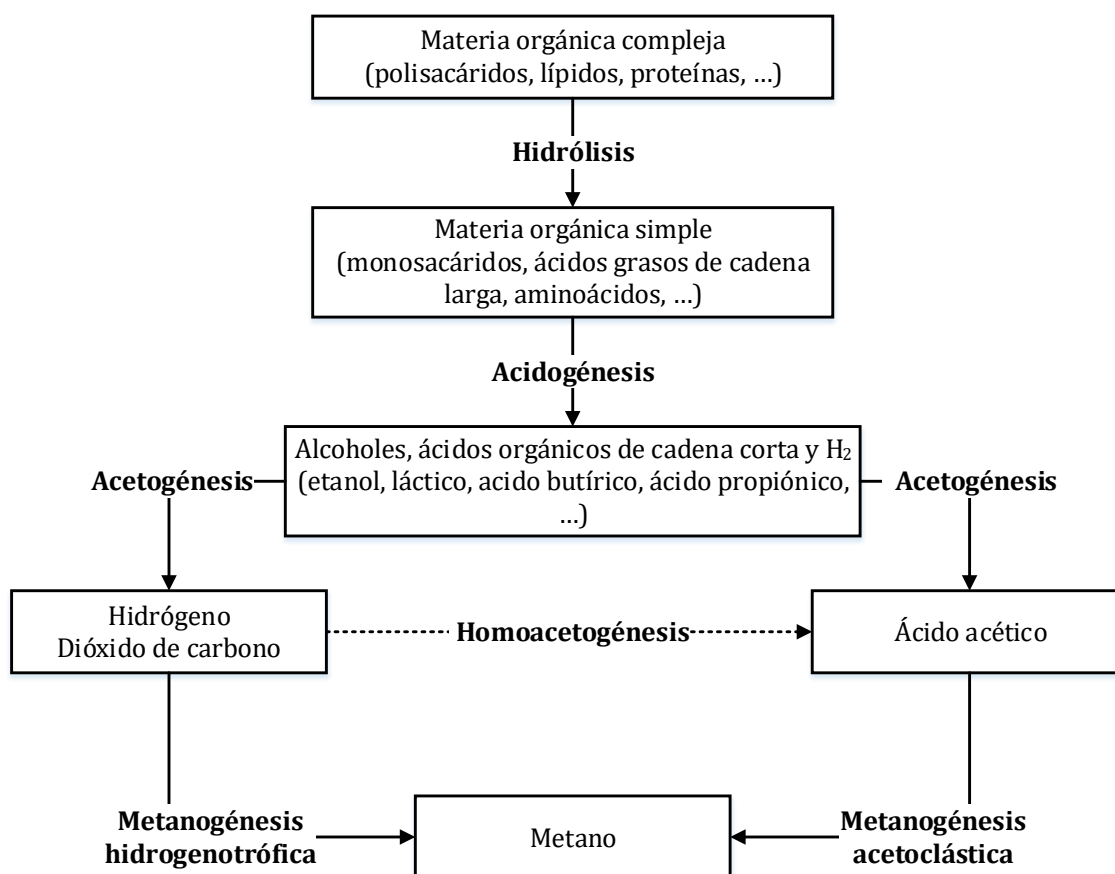 Materia orgánica compleja
(polisacáridos, lípidos, proteínas, …)
Hidrólisis
Materia orgánica simple
(monosacáridos, ácidos grasos de cadena
larga, aminoácidos, …)
Acidogénesis
Alcoholes, ácidos orgánicos de cadena corta y H₂
(etanol, láctico, acido butírico, ácido propiónico,
…)
Acetogénesis
Acetogénesis
Hidrógeno
Dióxido de carbono
Homoacetogénesis
Ácido acético
Metanogénesis
hidrogenotrófica
Metano
Metanogénesis
acetoclástica